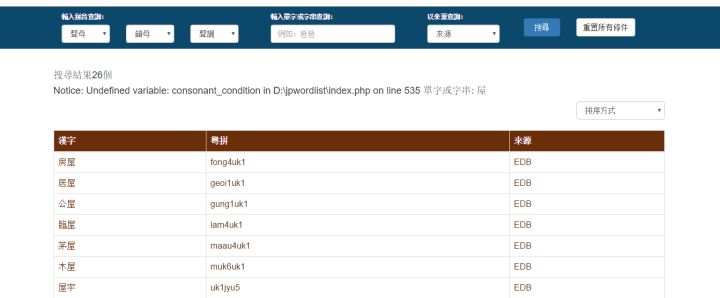 輸入拼音查詢: 輸入單字或字串查詢: 以來源查詢:
聲母 韻母 聲調 例如: 爸爸 來源 搜尋 重置所有條件
搜尋結果26個
Notice: Undefined variable: consonant_condition in D:\jpwordlist\index.php on line 535 單字或字串: 屋
排序方式
漢字 粵拼 來源
房屋 fong4uk1 EDB
居屋 geoi1uk1 EDB
公屋 gung1uk1 EDB
臨屋 lam4uk1 EDB
茅屋 maau4uk1 EDB
木屋 muk6uk1 EDB
屋宇 uk1jyu5 EDB